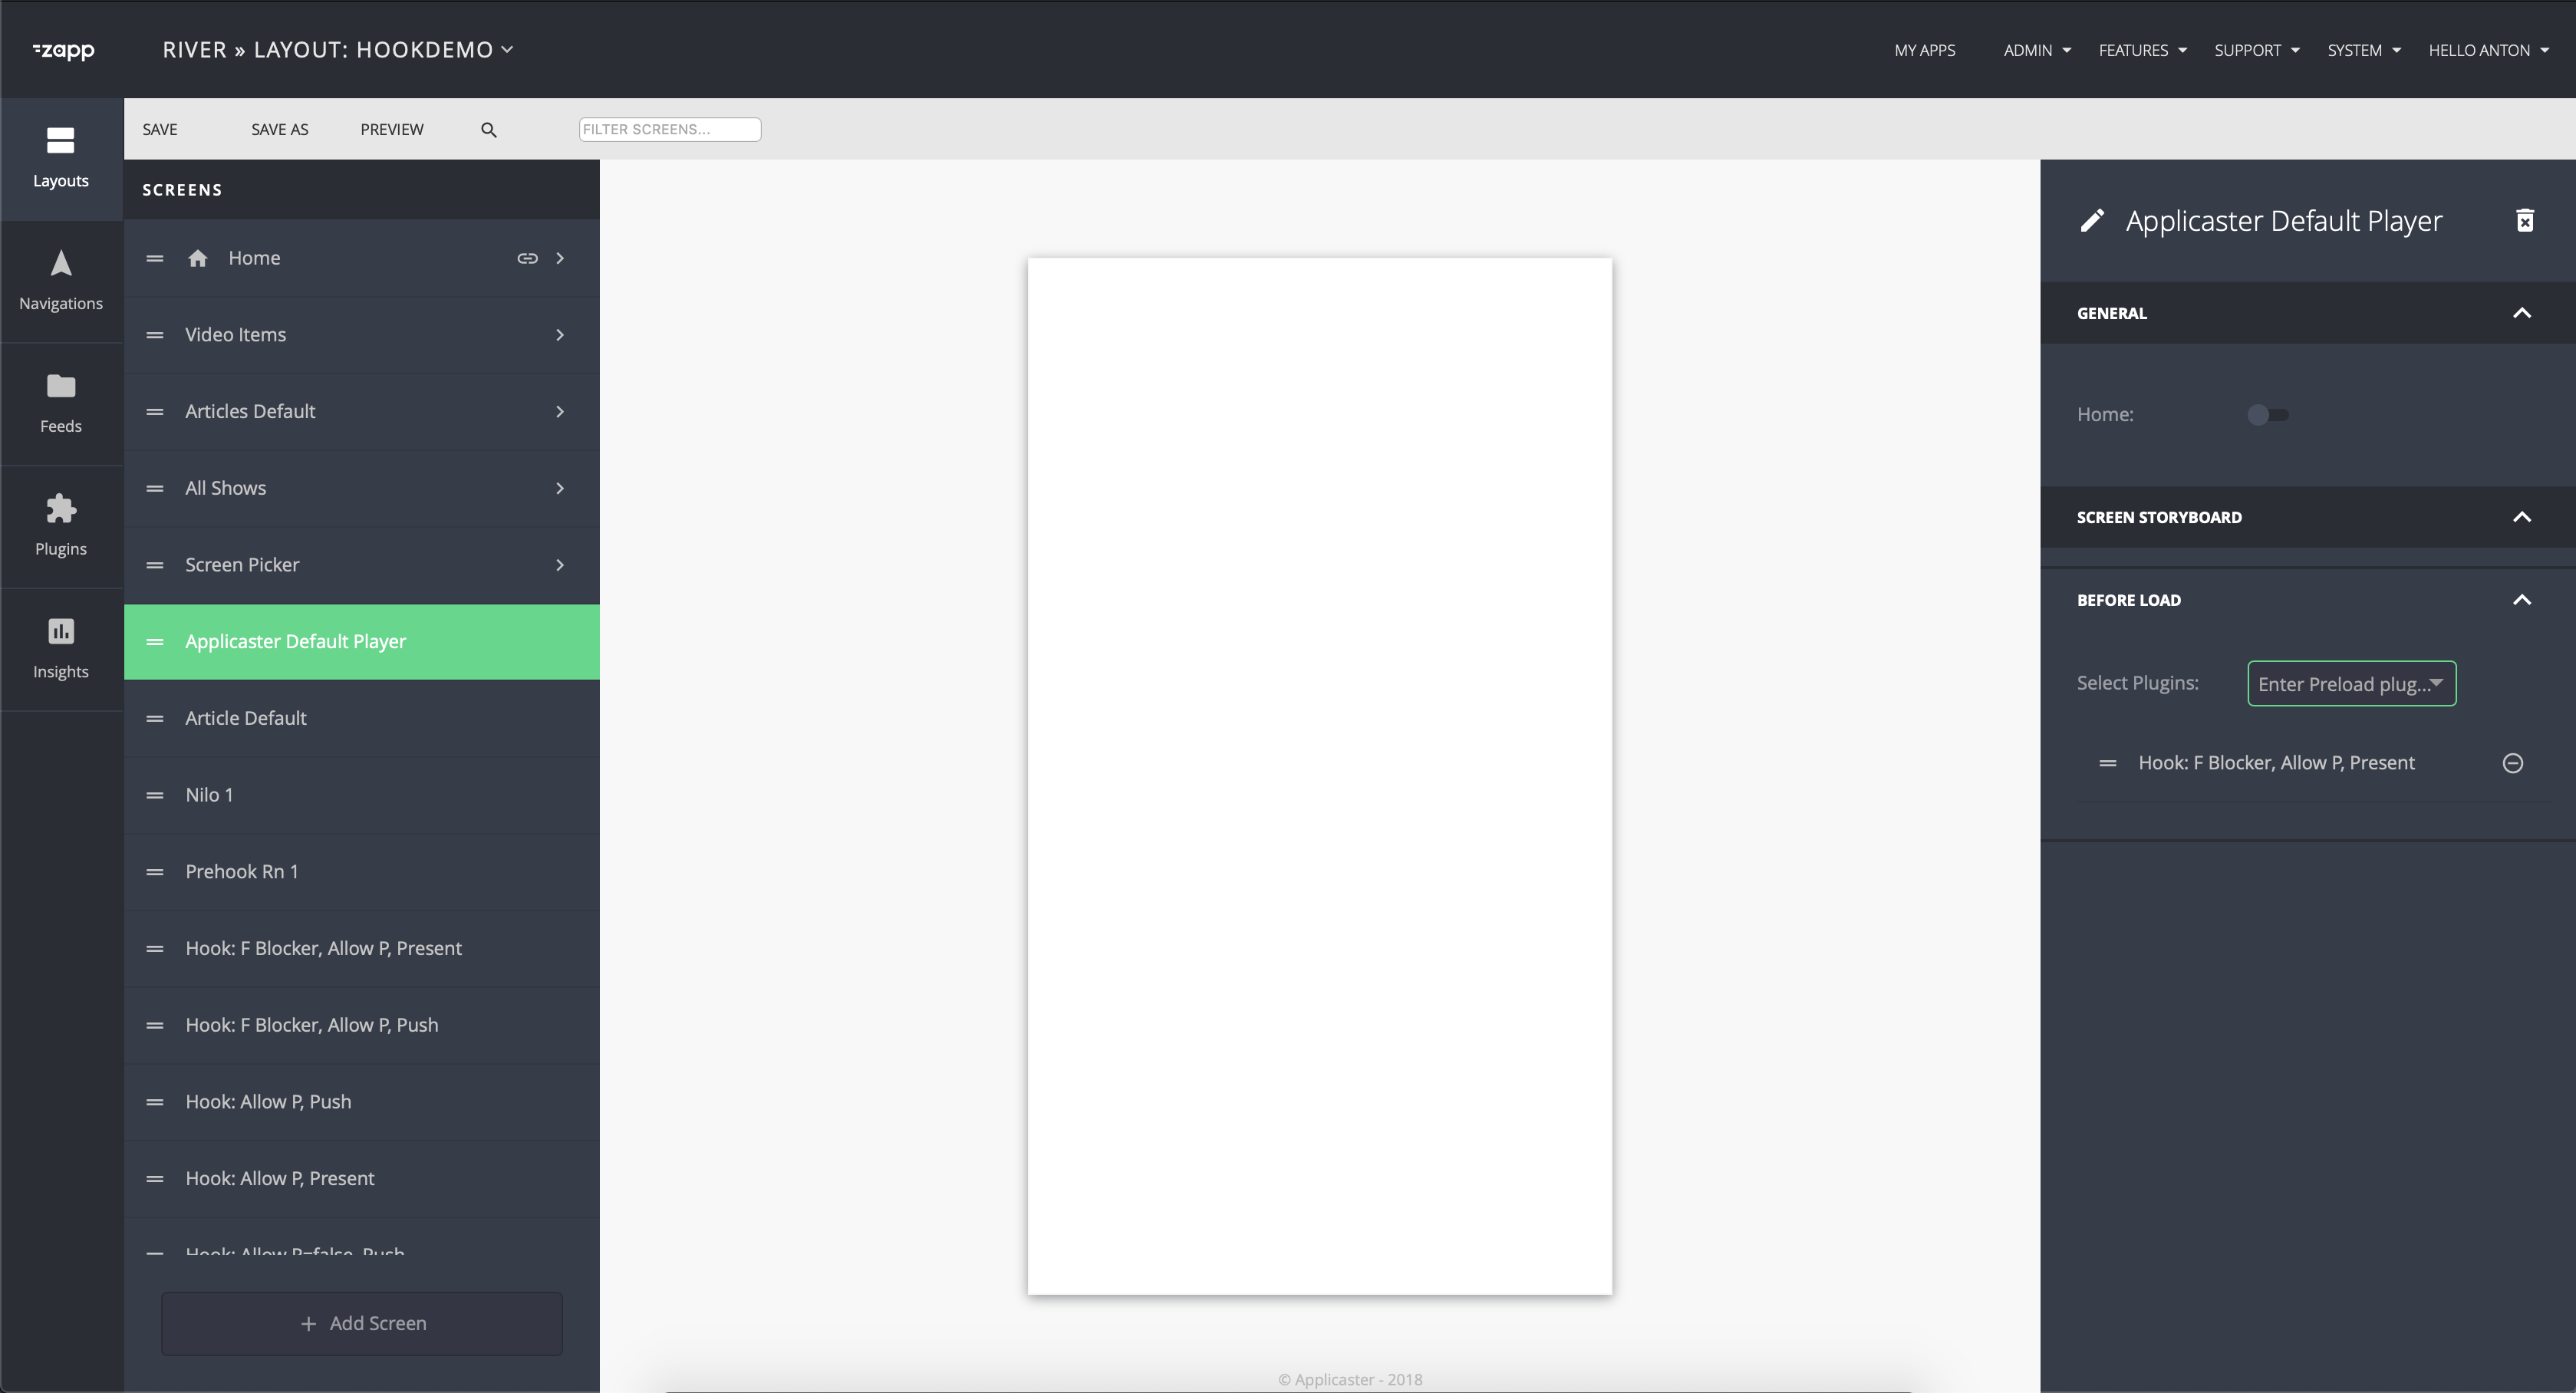 zapp
RIVER » LAYOUT: HOOKDEMO
MY APPS
ADMIN
FEATURES
SUPPORT
SYSTEM
HELLO ANTON
SAVE
SAVE AS
PREVIEW
FILTER SCREENS...
Layouts
Navigations
Feeds
Plugins
Insights
SCREENS
Home
Video Items
Articles Default
All Shows
Screen Picker
Applicaster Default Player
Article Default
Nilo 1
Prehook Rn 1
Hook: F Blocker, Allow P, Present
Hook: F Blocker, Allow P, Push
Hook: Allow P, Push
Hook: Allow P, Present
Hook: Allow P=false, Push
+ Add Screen
© Applicaster - 2018
Applicaster Default Player
GENERAL
Home:
SCREEN STORYBOARD
BEFORE LOAD
Select Plugins:
Enter Preload plug...
Hook: F Blocker, Allow P, Present